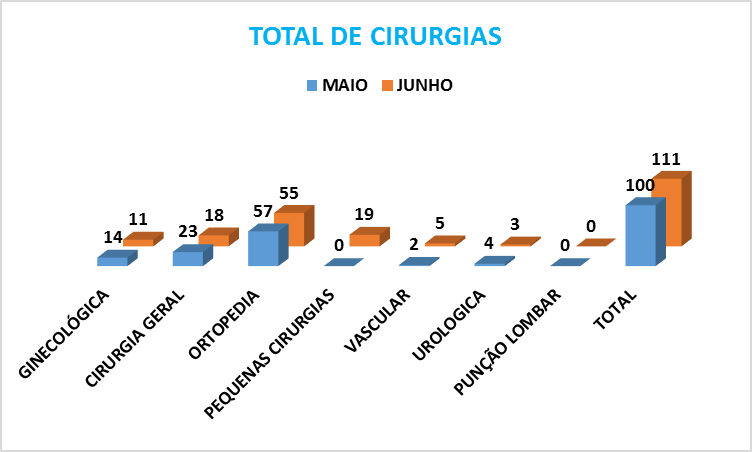 TOTAL DE CIRURGIAS
MAIO JUNHO
14 11 23 18 57 55 0 19 2 5 4 3 0 0 100 111
GINECOLÓGICA
CIRURGIA GERAL
ORTOPEDIA
PEQUENAS CIRURGIAS
VASCULAR
UROLOGICA
PUNÇÃO LOMBAR
TOTAL